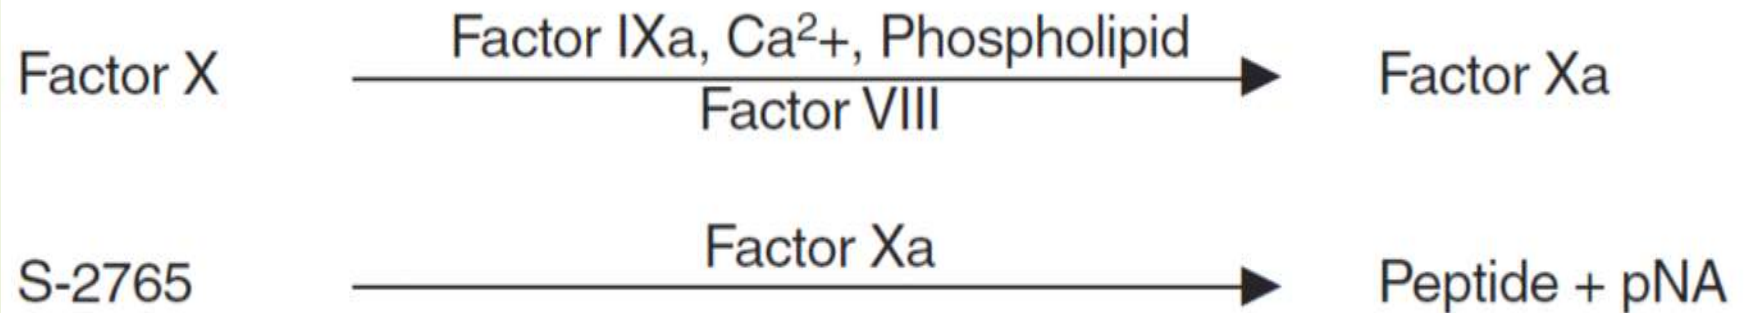 Factor IXa, Ca²+, Phospholipid
Factor X Factor Xa
Factor VIII
Factor Xa
S-2765 Peptide + pNA